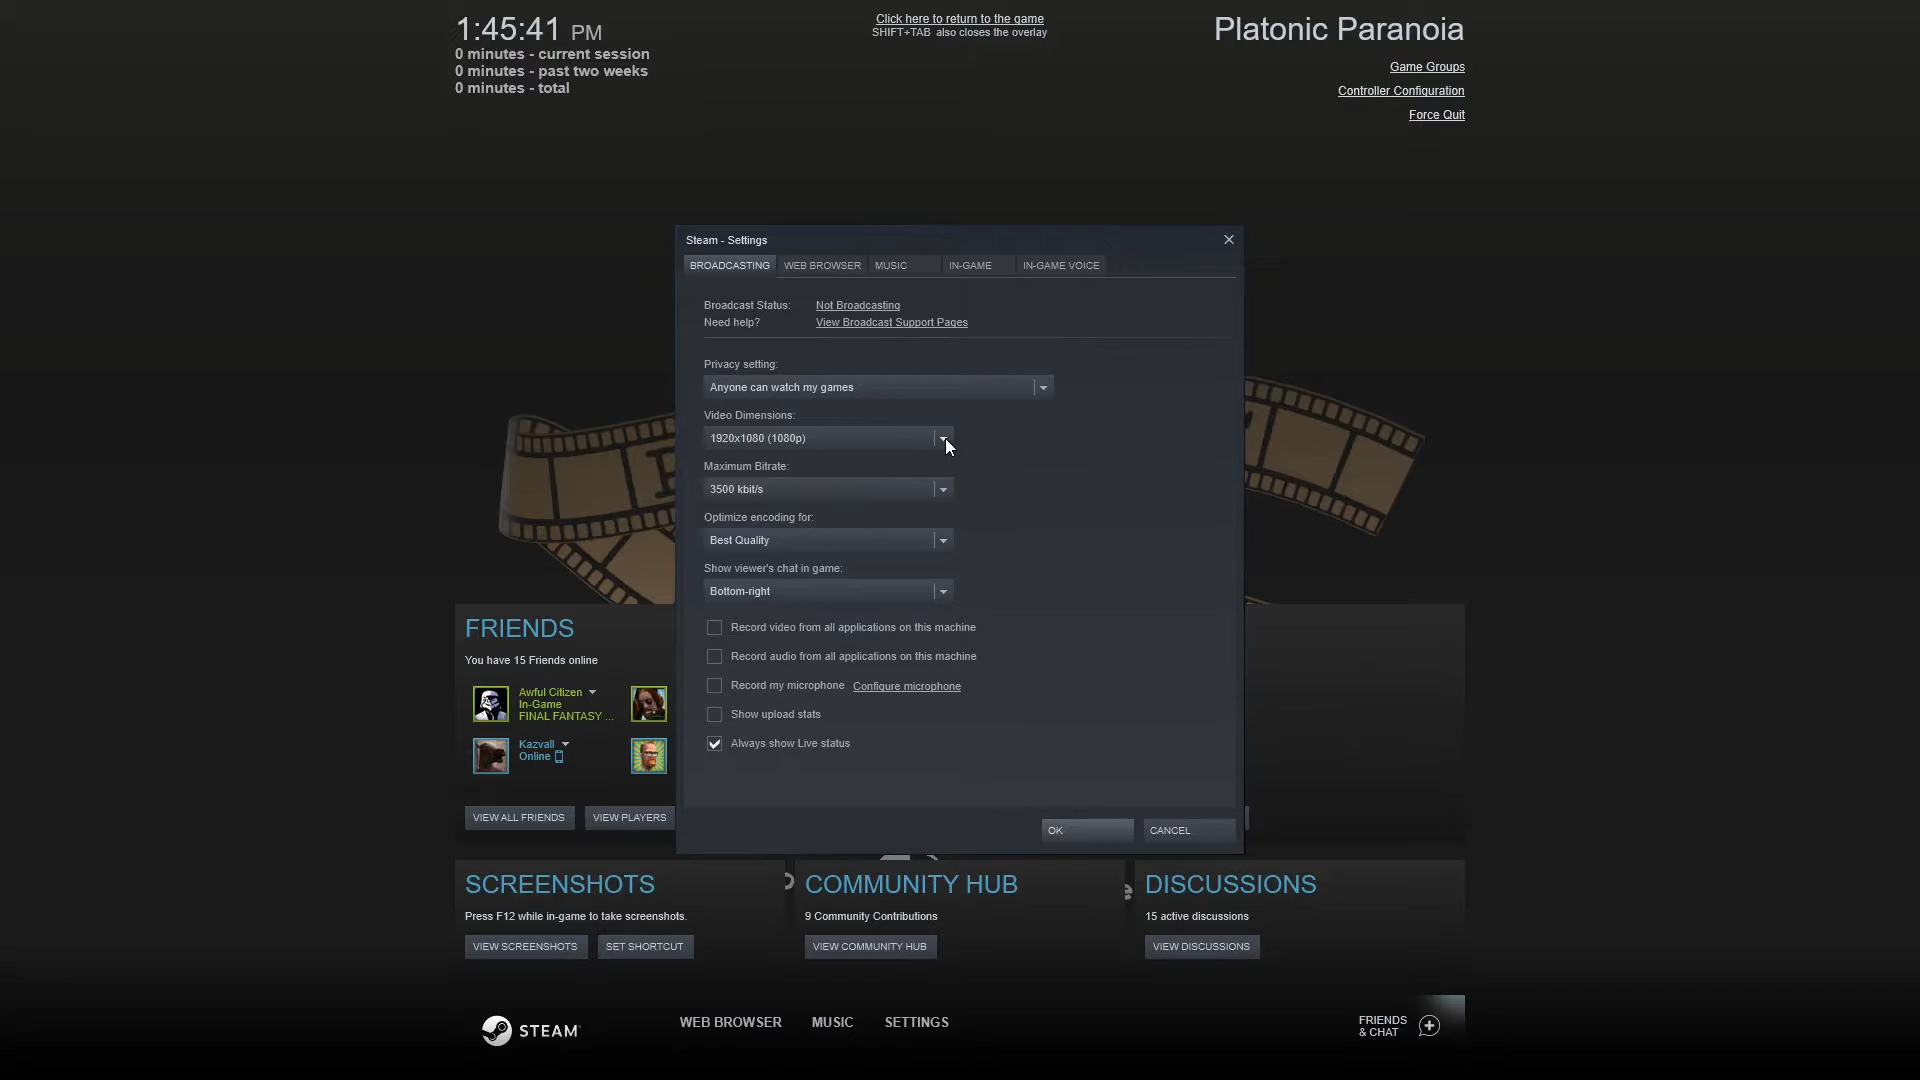 1:45:41 PM
0 minutes - current session
0 minutes - past two weeks
0 minutes - total
Click here to return to the game
SHIFT+TAB also closes the overlay
Platonic Paranoia
Game Groups
Controller Configuration
Force Quit
Steam - Settings
BROADCASTING WEB BROWSER MUSIC IN-GAME IN-GAME VOICE
Broadcast Status: Not Broadcasting
Need help? View Broadcast Support Pages
Privacy setting:
Anyone can watch my games
Video Dimensions:
1920x1080 (1080p)
Maximum Bitrate:
3500 kbit/s
Optimize encoding for:
Best Quality
Show viewer's chat in game:
Bottom-right
Record video from all applications on this machine
Record audio from all applications on this machine
Record my microphone Configure microphone
Show upload stats
Always show Live status
OK CANCEL
FRIENDS
You have 15 Friends online
Awful Citizen
In-Game
FINAL FANTASY ...
Kazvall
Online
VIEW ALL FRIENDS VIEW PLAYERS
SCREENSHOTS
Press F12 while in-game to take screenshots.
VIEW SCREENSHOTS SET SHORTCUT
COMMUNITY HUB
9 Community Contributions
VIEW COMMUNITY HUB
DISCUSSIONS
15 active discussions
VIEW DISCUSSIONS
STEAM
WEB BROWSER MUSIC SETTINGS
FRIENDS
& CHAT